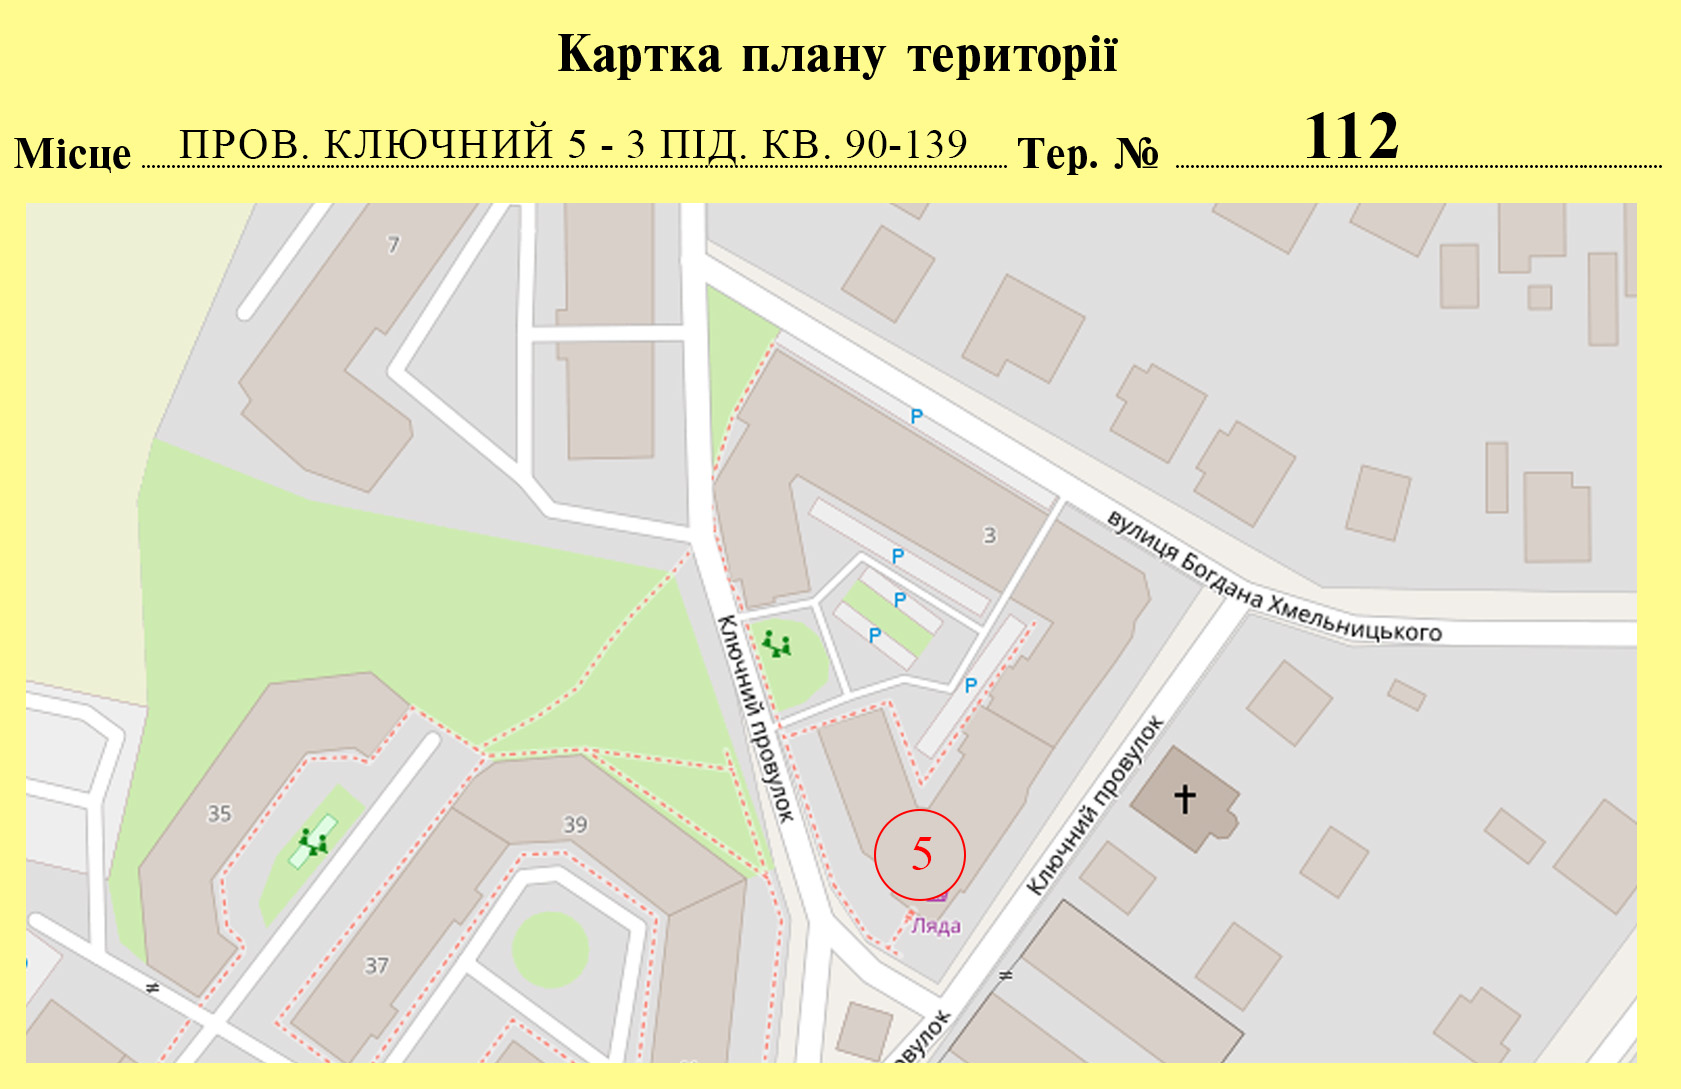 Картка плану території
Місце ПРОВ. КЛЮЧНИЙ 5 - 3 ПІД. КВ. 90-139 Тер. № 112
7
P
3
вулиця Богдана Хмельницького
P
P
P
P
Ключний провулок
Ключний провулок
35
39
5
Ляда
37